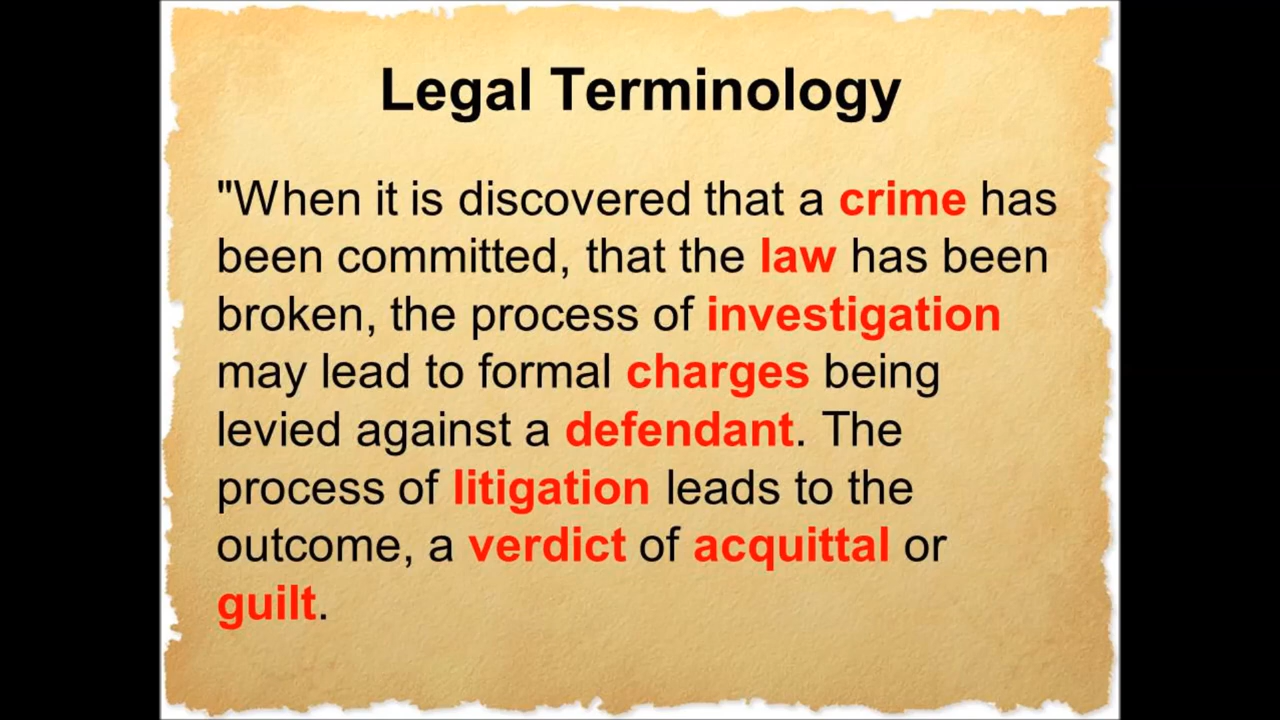 Legal Terminology
"When it is discovered that a crime has
been committed, that the law has been
broken, the process of investigation
may lead to formal charges being
levied against a defendant. The
process of litigation leads to the
outcome, a verdict of acquittal or
guilt.